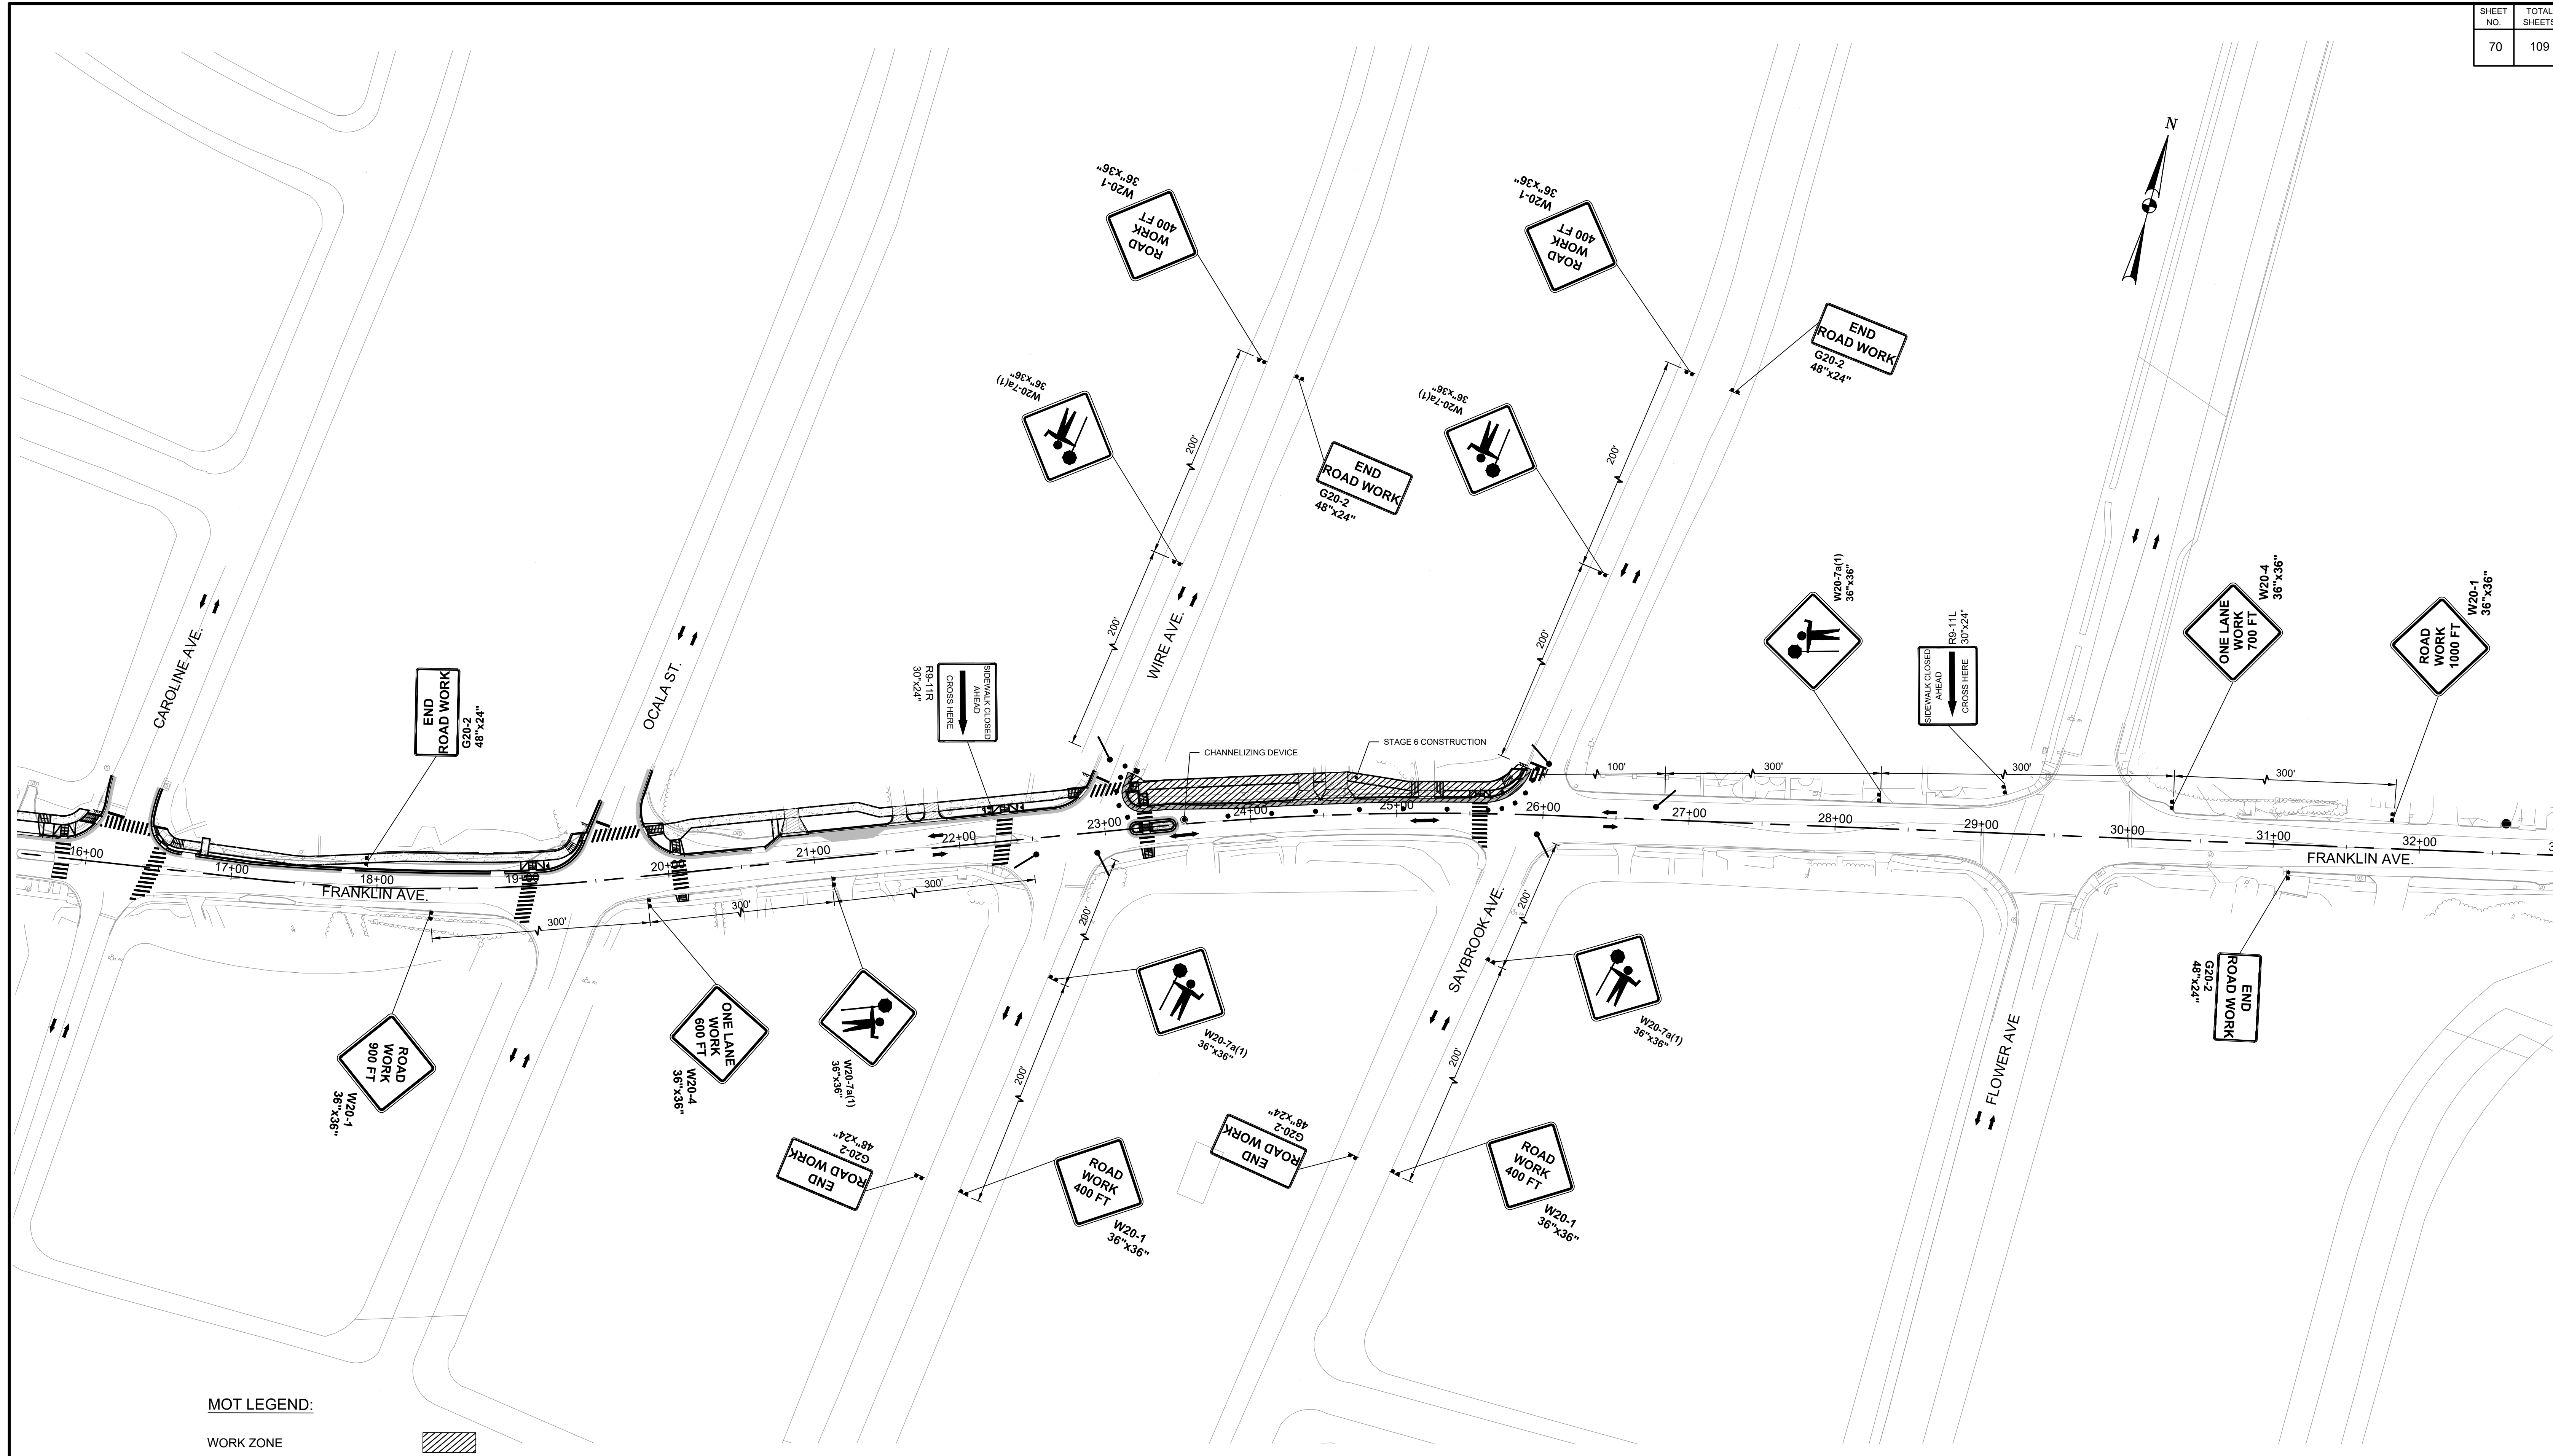 SHEET
NO.
TOTAL
SHEETS
70
109
N
W20-1
36"x36"
ROAD
WORK
400 FT
W20-1
36"x36"
ROAD
WORK
400 FT
END
ROAD WORK
G20-2
48"x24"
W20-7a(1)
36"x36"
W20-7a(1)
36"x36"
END
ROAD WORK
G20-2
48"x24"
200'
200'
200'
200'
CAROLINE AVE.
OCALA ST.
WIRE AVE.
END
ROAD WORK
G20-2
48"x24"
SIDEWALK CLOSED
AHEAD
CROSS HERE
R9-11R
30"x24"
CHANNELIZING DEVICE
STAGE 6 CONSTRUCTION
W20-7a(1)
36"x36"
SIDEWALK CLOSED
AHEAD
CROSS HERE
R9-11L
30"x24"
ONE LANE
WORK
700 FT
W20-4
36"x36"
ROAD
WORK
1000 FT
W20-1
36"x36"
100'
300'
300'
300'
16+00
17+00
18+00
19+00
20+00
21+00
22+00
23+00
24+00
25+00
26+00
27+00
28+00
29+00
30+00
31+00
32+00
3
FRANKLIN AVE.
FRANKLIN AVE.
300'
300'
300'
ROAD
WORK
900 FT
W20-1
36"x36"
ONE LANE
WORK
600 FT
W20-4
36"x36"
W20-7a(1)
36"x36"
200'
200'
W20-7a(1)
36"x36"
SAYBROOK AVE.
200'
200'
W20-7a(1)
36"x36"
FLOWER AVE
END
ROAD WORK
G20-2
48"x24"
END
ROAD WORK
G20-2
48"x24"
ROAD
WORK
400 FT
W20-1
36"x36"
END
ROAD WORK
G20-2
48"x24"
ROAD
WORK
400 FT
W20-1
36"x36"
MOT LEGEND:
WORK ZONE